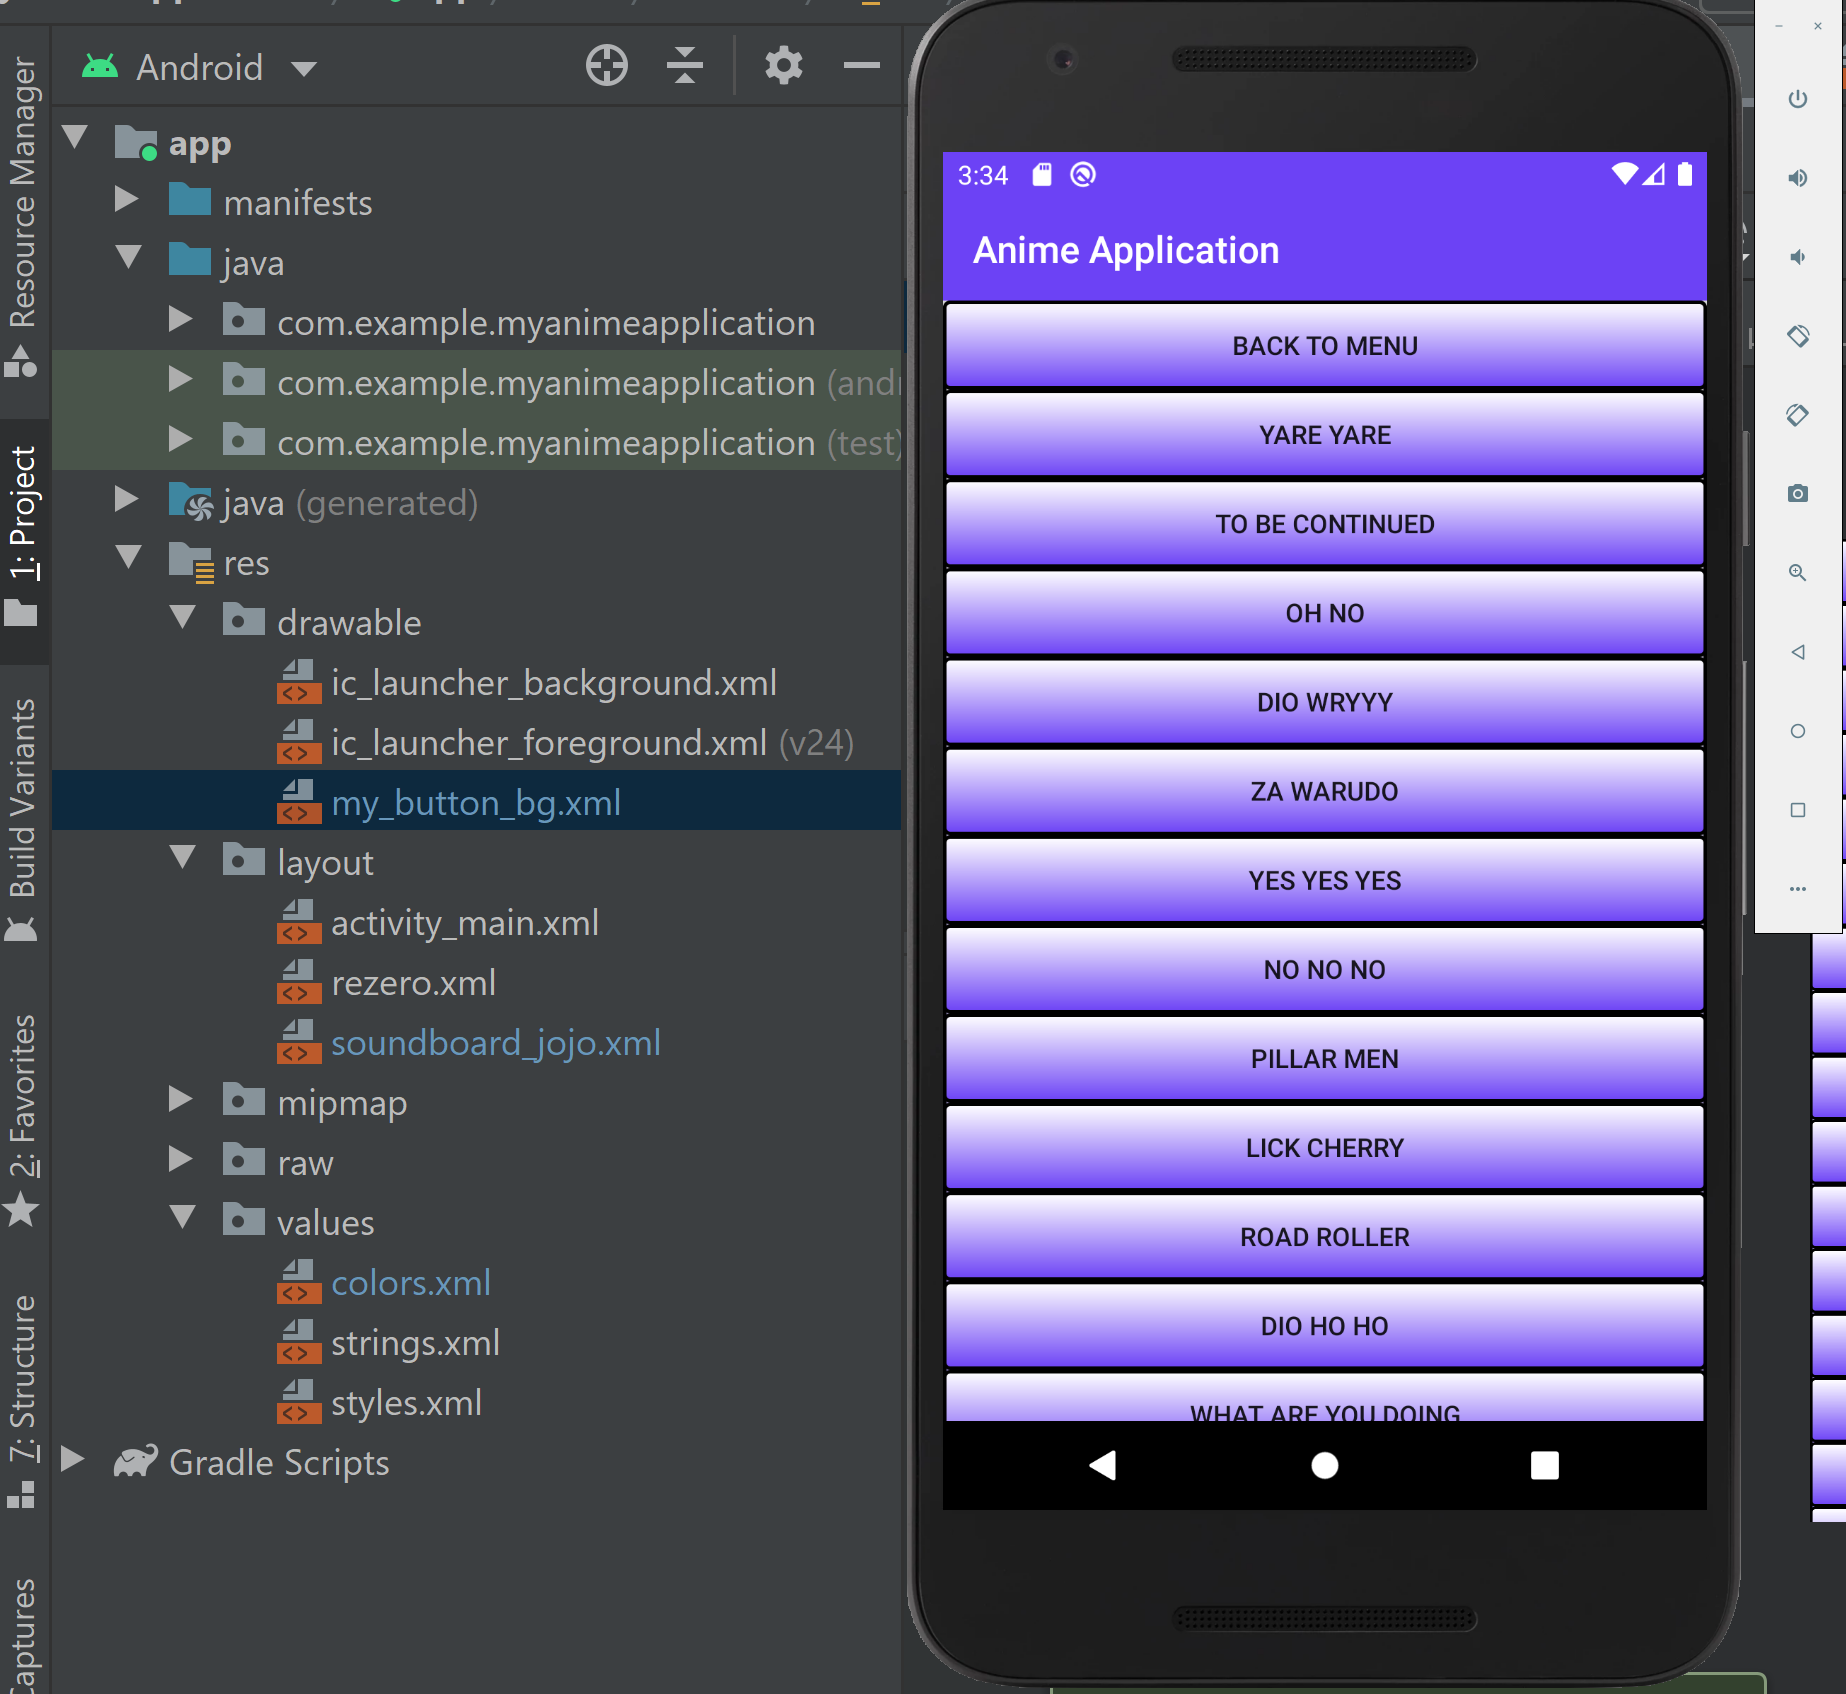 Android
app
manifests
java
com.example.myanimeapplication
com.example.myanimeapplication (and
com.example.myanimeapplication (test)
java (generated)
res
drawable
ic_launcher_background.xml
ic_launcher_foreground.xml (v24)
my_button_bg.xml
layout
activity_main.xml
rezero.xml
soundboard_jojo.xml
mipmap
raw
values
colors.xml
strings.xml
styles.xml
Gradle Scripts
Resource Manager
1: Project
Build Variants
2: Favorites
7: Structure
Captures
3:34
Anime Application
BACK TO MENU
YARE YARE
TO BE CONTINUED
OH NO
DIO WRYYY
ZA WARUDO
YES YES YES
NO NO NO
PILLAR MEN
LICK CHERRY
ROAD ROLLER
DIO HO HO
WHAT ARE YOU DOING